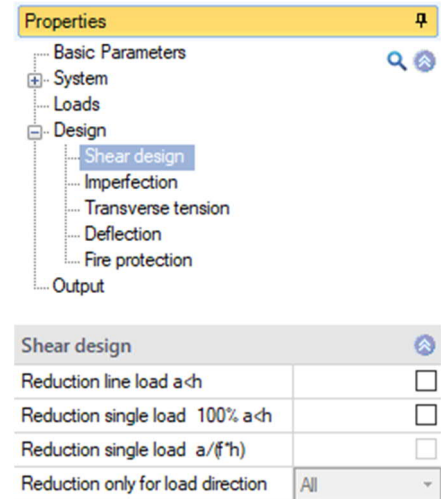 Properties
Basic Parameters
System
Loads
Design
Shear design
Imperfection
Transverse tension
Deflection
Fire protection
Output
Shear design
Reduction line load a<h
Reduction single load 100% a<h
Reduction single load a/(f*h)
Reduction only for load direction All